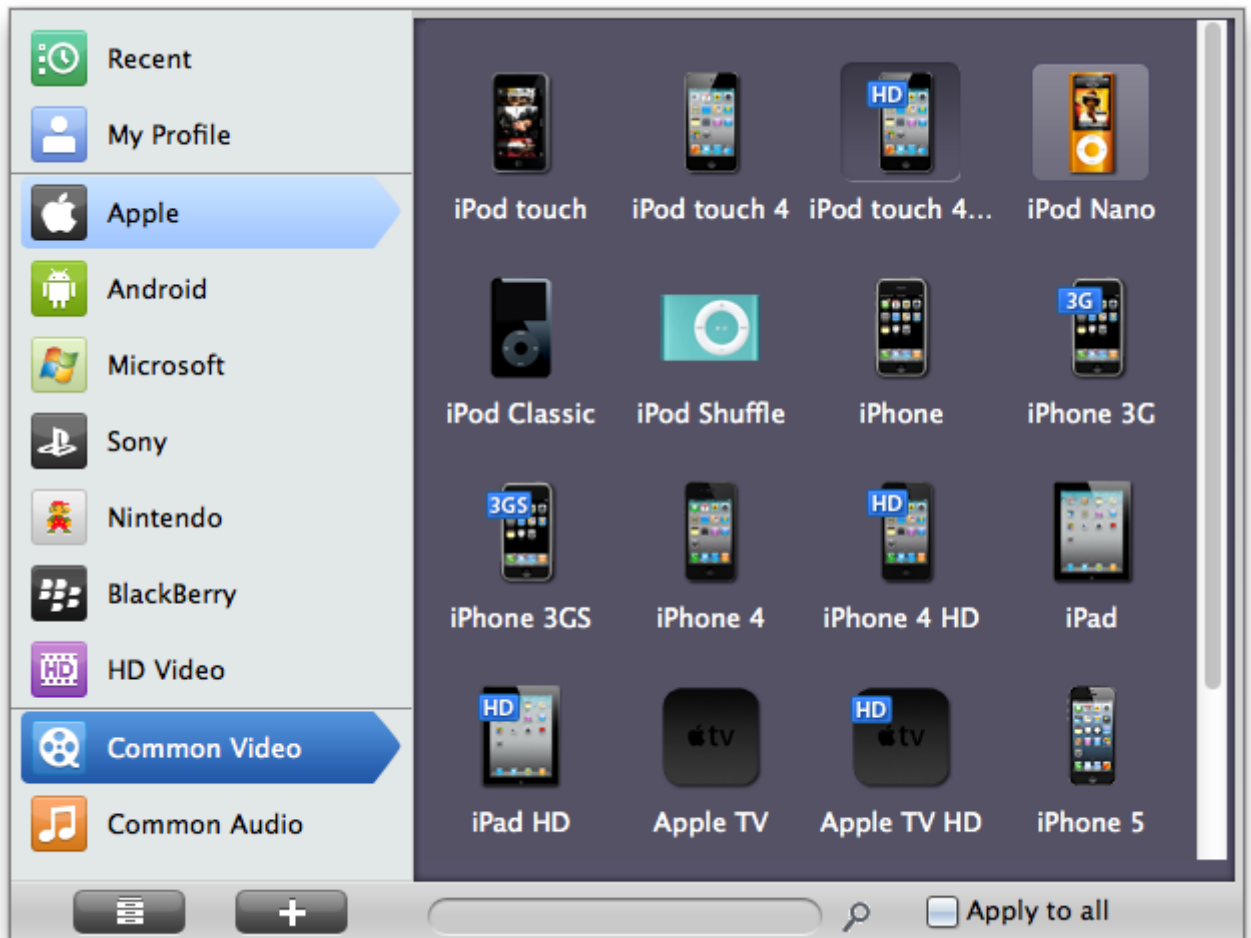 Recent
My Profile
Apple
Android
Microsoft
Sony
Nintendo
BlackBerry
HD Video
Common Video
Common Audio
HD
iPod touch
iPod touch 4
iPod touch 4...
iPod Nano
3G
iPod Classic
iPod Shuffle
iPhone
iPhone 3G
3GS
HD
iPhone 3GS
iPhone 4
iPhone 4 HD
iPad
HD
tv
HD
tv
iPad HD
Apple TV
Apple TV HD
iPhone 5
Apply to all